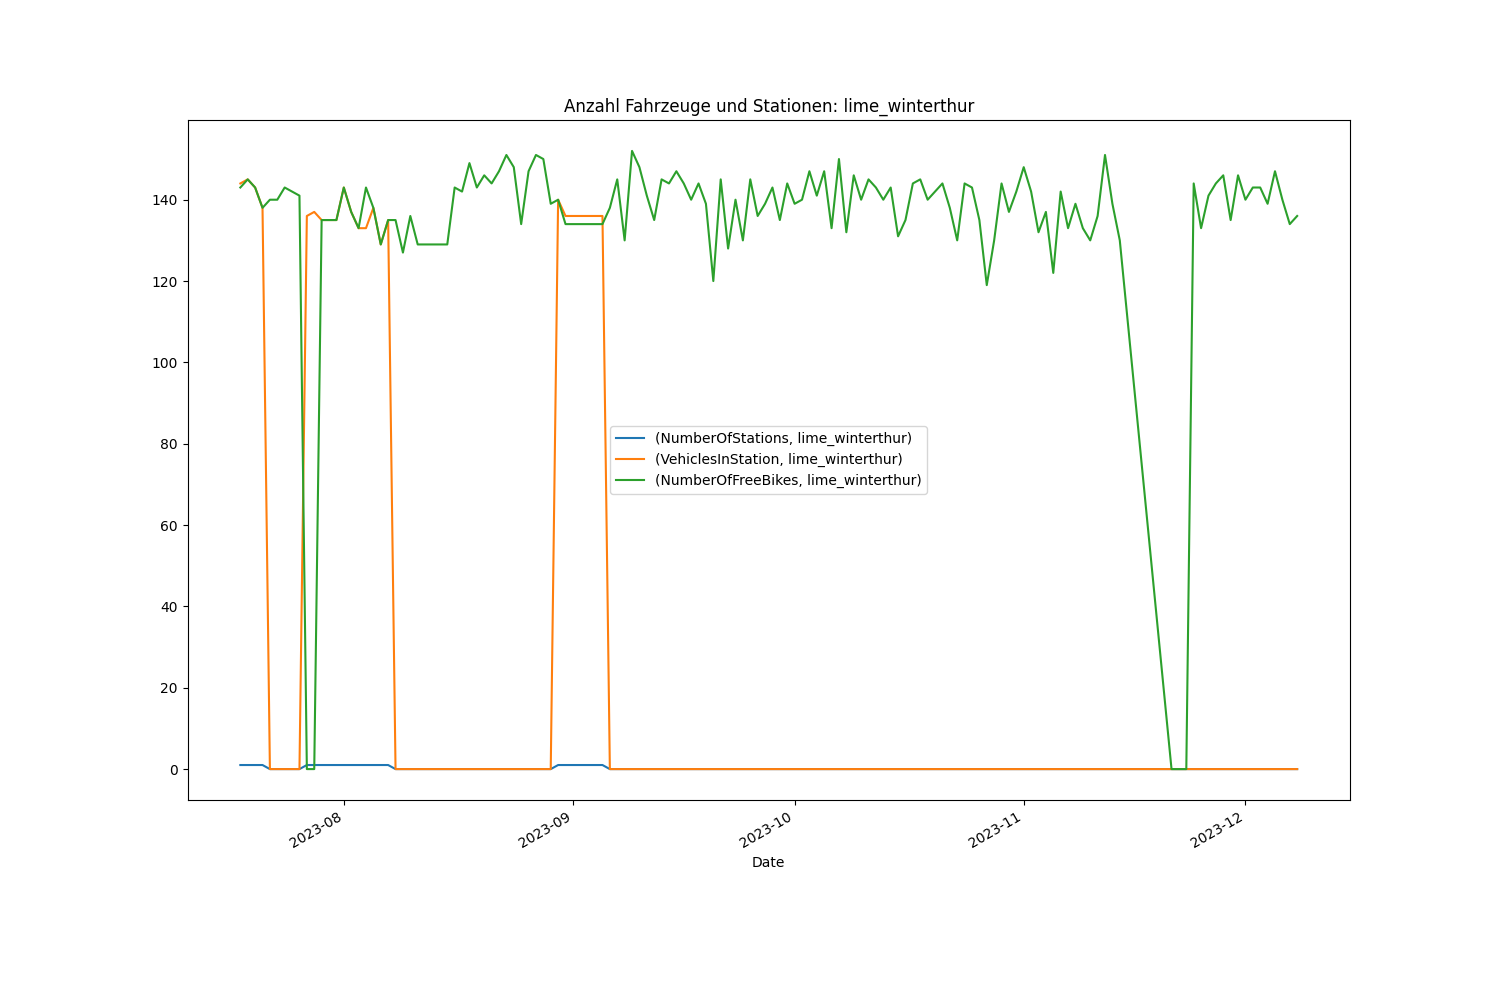 Anzahl Fahrzeuge und Stationen: lime_winterthur
140
120
100
80
60
40
20
0
(NumberOfStations, lime_winterthur)
(VehiclesInStation, lime_winterthur)
(NumberOfFreeBikes, lime_winterthur)
2023-08
2023-09
2023-10
2023-11
2023-12
Date